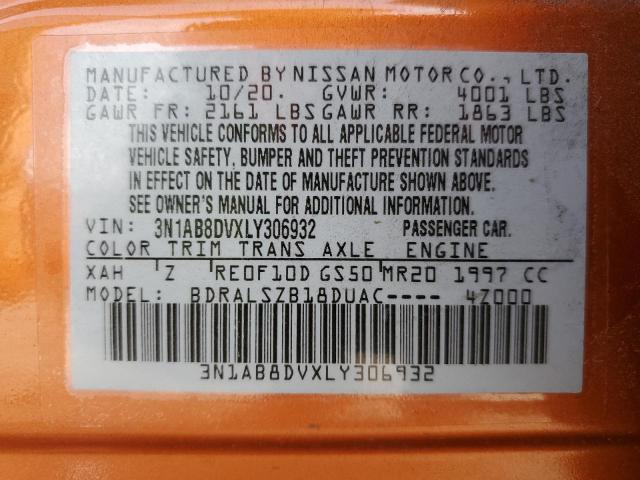 MANUFACTURED BY NISSAN MOTOR CO., LTD.
DATE: 10/20. GVWR: 4001 LBS
GAWR FR: 2161 LBS GAWR RR: 1863 LBS
THIS VEHICLE CONFORMS TO ALL APPLICABLE FEDERAL MOTOR
VEHICLE SAFETY, BUMPER AND THEFT PREVENTION STANDARDS
IN EFFECT ON THE DATE OF MANUFACTURE SHOWN ABOVE.
SEE OWNER'S MANUAL FOR ADDITIONAL INFORMATION.
VIN: 3N1AB8DVXLY306932 PASSENGER CAR.
COLOR TRIM TRANS AXLE ENGINE
XAH Z RE0F10D GS50 MR20 1997 CC
MODEL: BDRALSZB18DUAC---- 4Z000
3N1AB8DVXLY306932